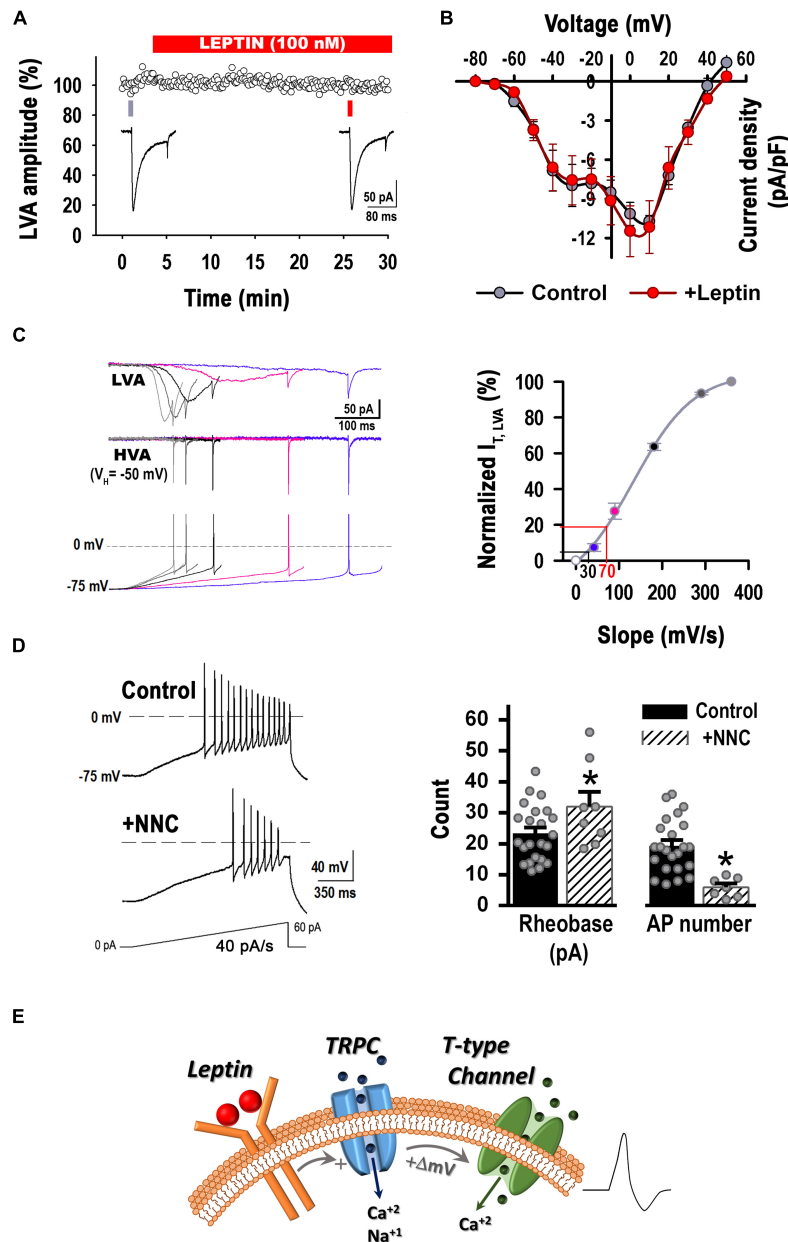 A
LEPTIN (100 nM)
LVA amplitude (%)
120
100
80
60
40
20
0
50 pA
80 ms
0 5 10 15 20 25 30
Time (min)
B
Voltage (mV)
-80 -60 -40 -20 0 20 40 60
0
-3
-6
-9
-12
Current density
(pA/pF)
Control
+Leptin
C
LVA
50 pA
100 ms
HVA
(VH= -50 mV)
0 mV
-75 mV
Normalized IT, LVA (%)
100
80
60
40
20
0
30
70
0 100 200 300 400
Slope (mV/s)
D
Control
0 mV
-75 mV
+NNC
40 mV
350 ms
0 pA
40 pA/s
60 pA
Count
60
50
40
30
20
10
0
Control
+NNC
*
*
Rheobase
(pA)
AP number
E
Leptin
TRPC
T-type
Channel
+
+ΔmV
Ca+2
Na+1
Ca+2